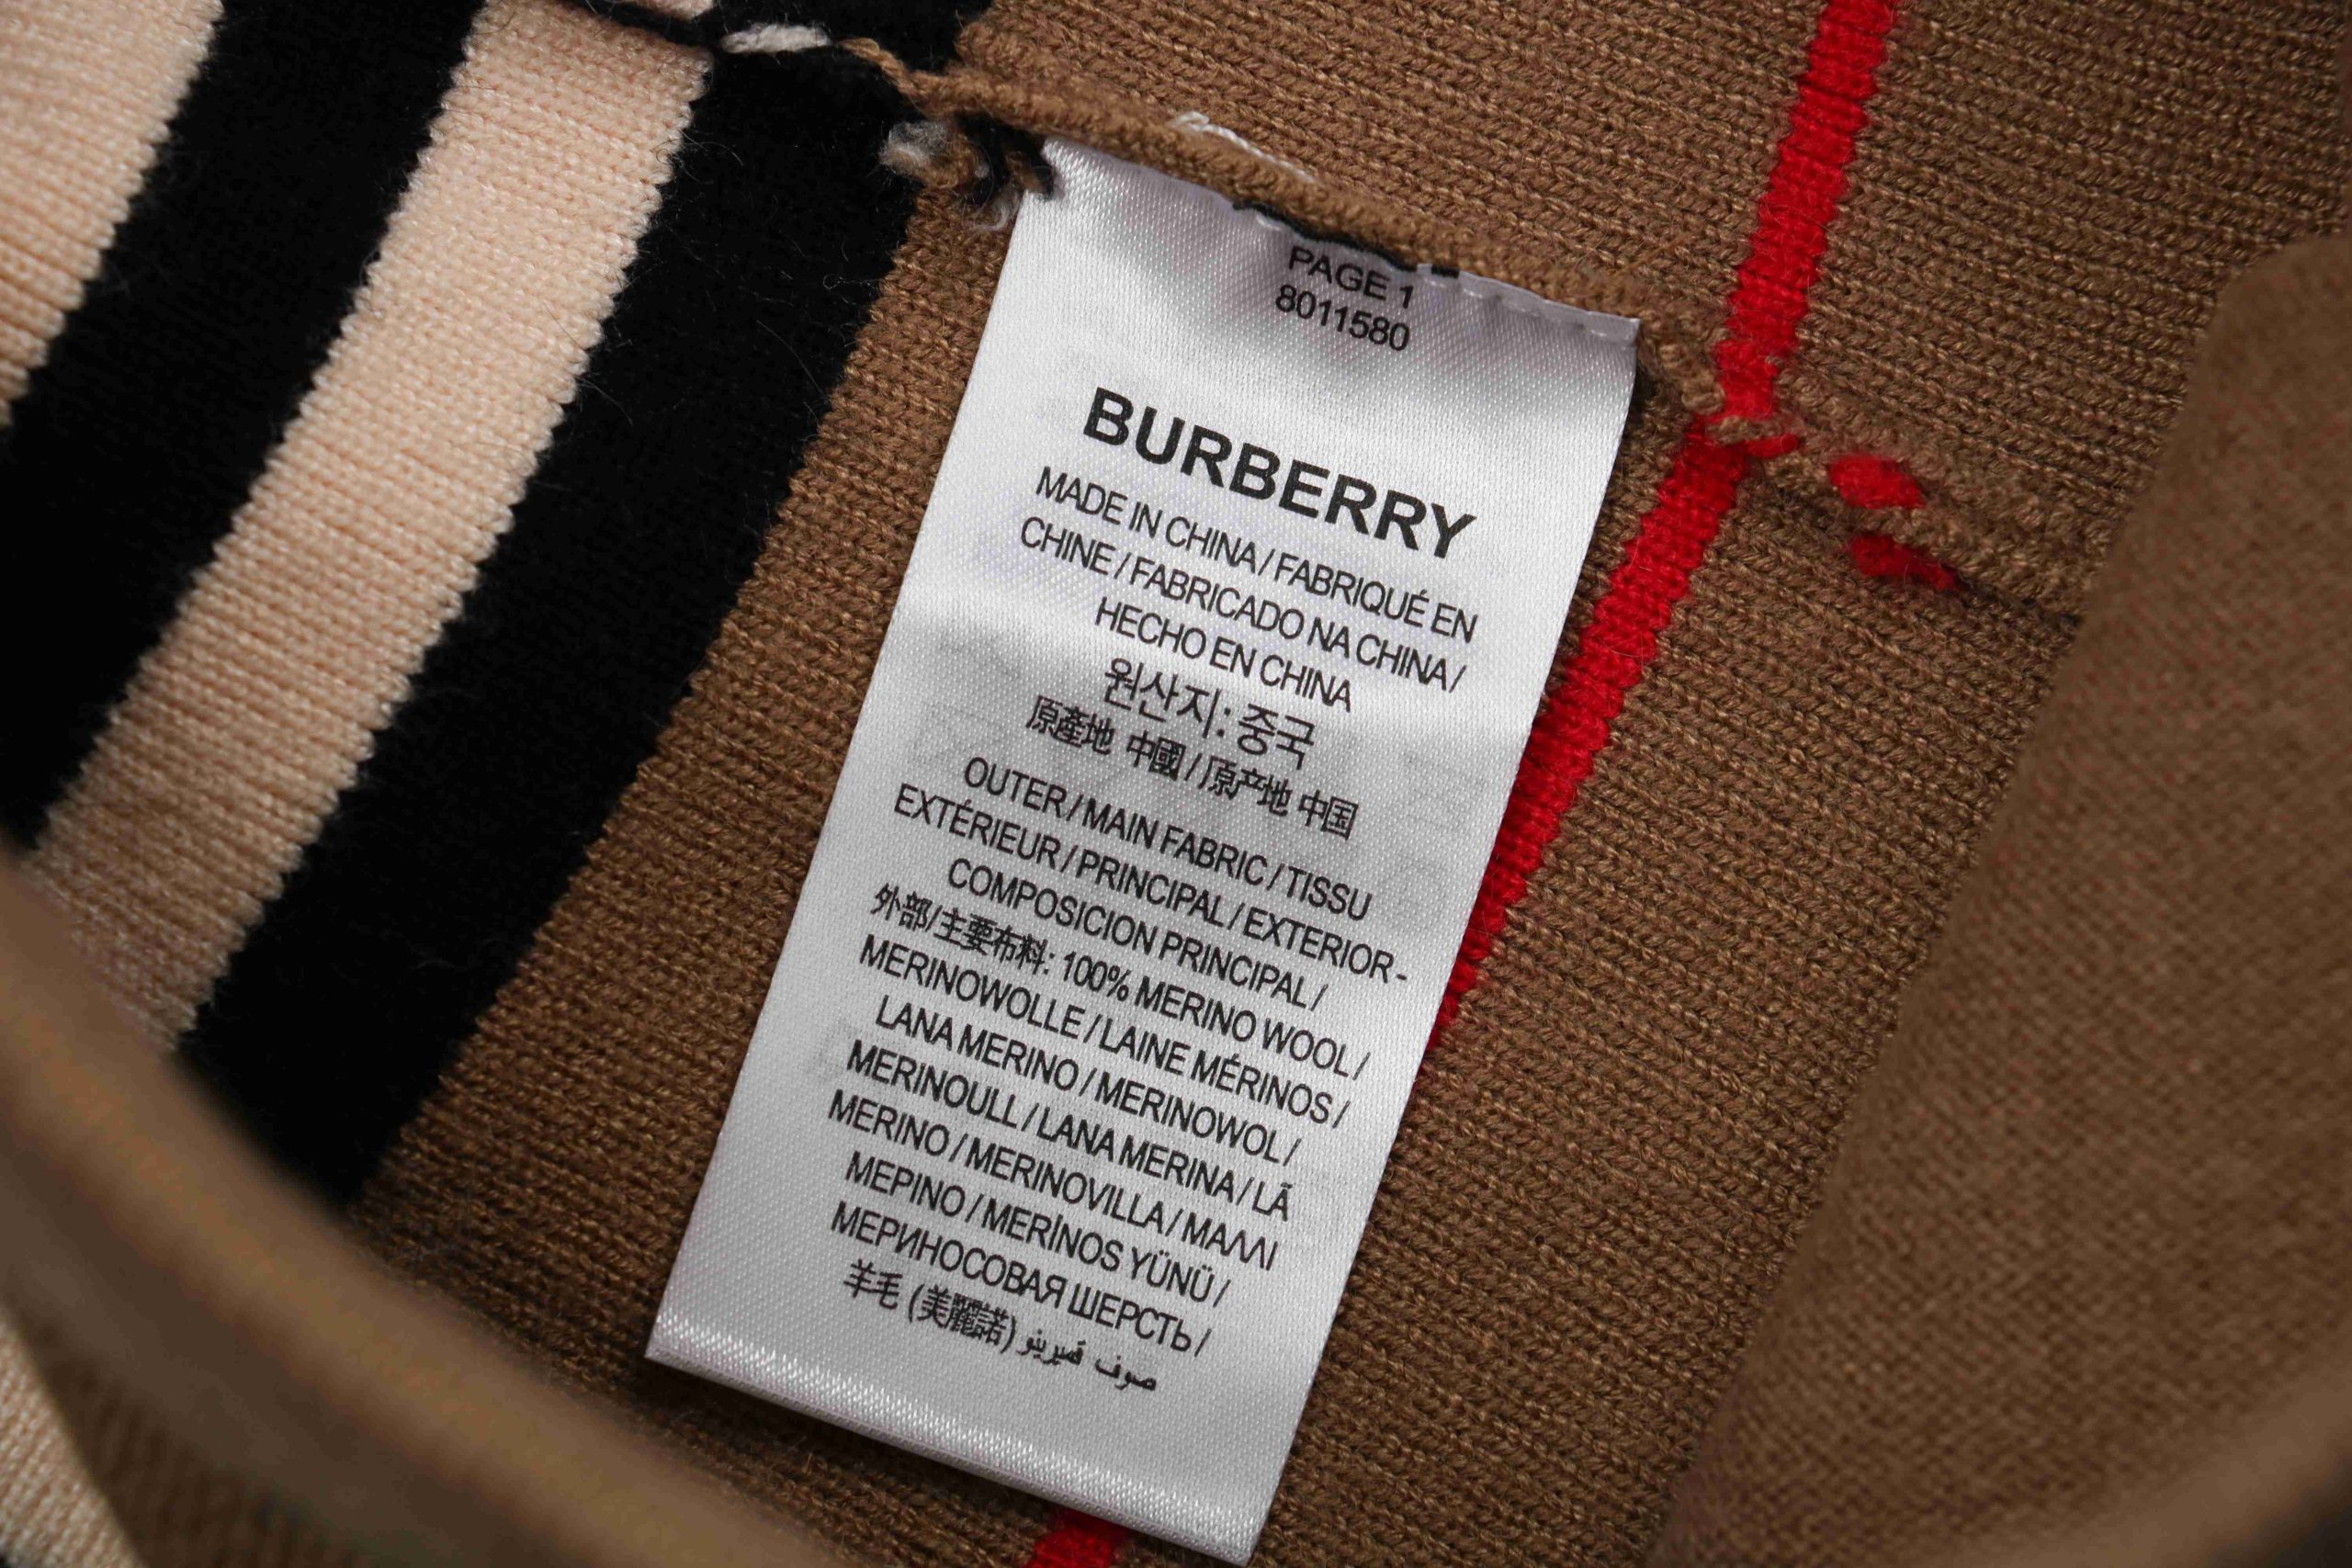 PAGE 1
8011580
BURBERRY
MADE IN CHINA / FABRIQUÉ EN
CHINE / FABRICADO NA CHINA /
HECHO EN CHINA
원산지: 중국
原產地 中國 / 原产地 中国
OUTER / MAIN FABRIC / TISSU
EXTÉRIEUR / PRINCIPAL / EXTERIOR-
COMPOSICION PRINCIPAL /
外部/主要布料: 100% MERINO WOOL /
MERINOWOLLE / LAINE MÉRINOS /
LANA MERINO / MERINOWOL /
MERINOULL / LANA MERINA / LÃ
MERINO / MERINOVILLA / ΜΑΛΛΙ
ΜΕΡΙΝΟ / MERİNOS YÜNÜ /
МЕРИНОСОВАЯ ШЕРСТЬ /
羊毛 (美麗諾) صوف